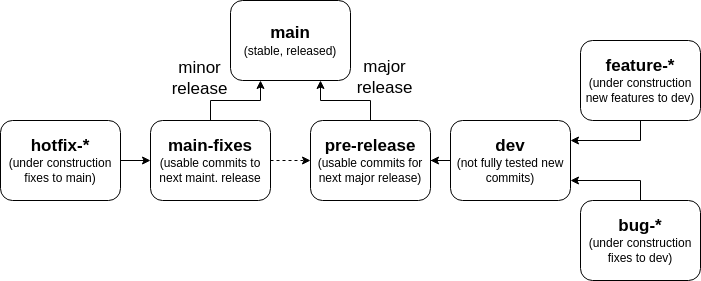 main
(stable, released)
minor
release
major
release
feature-*
(under construction
new features to dev)
hotfix-*
(under construction
fixes to main)
main-fixes
(usable commits to
next maint. release
pre-release
(usable commits for
next major release)
dev
(not fully tested new
commits)
bug-*
(under construction
fixes to dev)